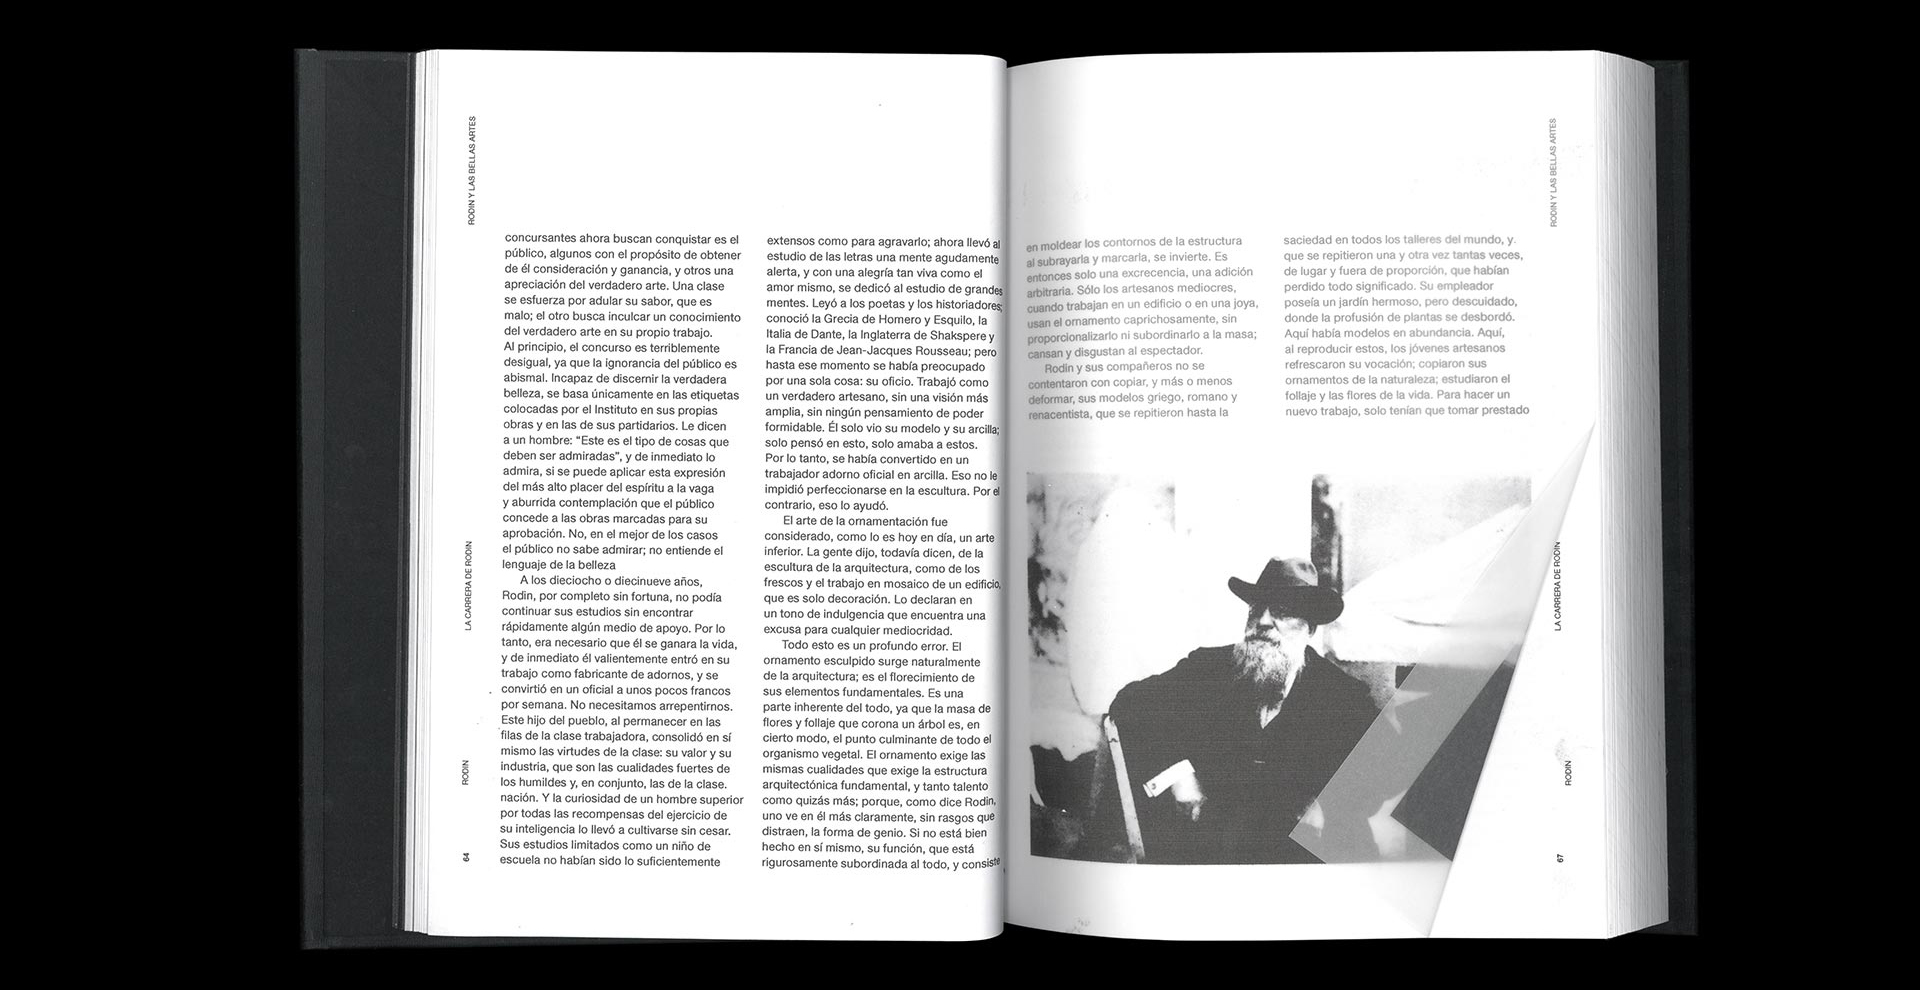 RODIN Y LAS BELLAS ARTES
LA CARRERA DE RODIN
RODIN
64
concursantes ahora buscan conquistar es el
público, algunos con el propósito de obtener
de él consideración y ganancia, y otros una
apreciación del verdadero arte. Una clase
se esfuerza por adular su sabor, que es
malo; el otro busca inculcar un conocimiento
del verdadero arte en su propio trabajo.
Al principio, el concurso es terriblemente
desigual, ya que la ignorancia del público es
abismal. Incapaz de discernir la verdadera
belleza, se basa únicamente en las etiquetas
colocadas por el Instituto en sus propias
obras y en las de sus partidarios. Le dicen
a un hombre: “Este es el tipo de cosas que
deben ser admiradas”, y de inmediato lo
admira, si se puede aplicar esta expresión
del más alto placer del espíritu a la vaga
y aburrida contemplación que el público
concede a las obras marcadas para su
aprobación. No, en el mejor de los casos
el público no sabe admirar; no entiende el
lenguaje de la belleza
A los dieciocho o diecinueve años,
Rodin, por completo sin fortuna, no podía
continuar sus estudios sin encontrar
rápidamente algún medio de apoyo. Por lo
tanto, era necesario que él se ganara la vida,
y de inmediato él valientemente entró en su
trabajo como fabricante de adornos, y se
convirtió en un oficial a unos pocos francos
por semana. No necesitamos arrepentirnos.
Este hijo del pueblo, al permanecer en las
filas de la clase trabajadora, consolidó en sí
mismo las virtudes de la clase: su valor y su
industria, que son las cualidades fuertes de
los humildes y, en conjunto, las de la clase.
nación. Y la curiosidad de un hombre superior
por todas las recompensas del ejercicio de
su inteligencia lo llevó a cultivarse sin cesar.
Sus estudios limitados como un niño de
escuela no habían sido lo suficientemente
extensos como para agravarlo; ahora llevó al
estudio de las letras una mente agudamente
alerta, y con una alegría tan viva como el
amor mismo, se dedicó al estudio de grandes
mentes. Leyó a los poetas y los historiadores;
conoció la Grecia de Homero y Esquilo, la
Italia de Dante, la Inglaterra de Shakspere y
la Francia de Jean-Jacques Rousseau; pero
hasta ese momento se había preocupado
por una sola cosa: su oficio. Trabajó como
un verdadero artesano, sin una visión más
amplia, sin ningún pensamiento de poder
formidable. Él solo vio su modelo y su arcilla;
solo pensó en esto, solo amaba a estos.
Por lo tanto, se había convertido en un
trabajador adorno oficial en arcilla. Eso no le
impidió perfeccionarse en la escultura. Por el
contrario, eso lo ayudó.
El arte de la ornamentación fue
considerado, como lo es hoy en día, un arte
inferior. La gente dijo, todavía dicen, de la
escultura de la arquitectura, como de los
frescos y el trabajo en mosaico de un edificio,
que es solo decoración. Lo declaran en
un tono de indulgencia que encuentra una
excusa para cualquier mediocridad.
Todo esto es un profundo error. El
ornamento esculpido surge naturalmente
de la arquitectura; es el florecimiento de
sus elementos fundamentales. Es una
parte inherente del todo, ya que la masa de
flores y follaje que corona un árbol es, en
cierto modo, el punto culminante de todo el
organismo vegetal. El ornamento exige las
mismas cualidades que exige la estructura
arquitectónica fundamental, y tanto talento
como quizás más; porque, como dice Rodin,
uno ve en él más claramente, sin rasgos que
distraen, la forma de genio. Si no está bien
hecho en sí mismo, su función, que está
rigurosamente subordinada al todo, y consiste
en moldear los contornos de la estructura
al subrayarla y marcarla, se invierte. Es
entonces solo una excrecencia, una adición
arbitraria. Sólo los artesanos mediocres,
cuando trabajan en un edificio o en una joya,
usan el ornamento caprichosamente, sin
proporcionalizarlo ni subordinarlo a la masa;
cansan y disgustan al espectador.
Rodin y sus compañeros no se
contentaron con copiar, y más o menos
deformar, sus modelos griego, romano y
renacentista, que se repitieron hasta la
saciedad en todos los talleres del mundo, y.
que se repitieron una y otra vez tantas veces,
de lugar y fuera de proporción, que habían
perdido todo significado. Su empleador
poseía un jardín hermoso, pero descuidado,
donde la profusión de plantas se desbordó.
Aquí había modelos en abundancia. Aquí,
al reproducir estos, los jóvenes artesanos
refrescaron su vocación; copiaron sus
ornamentos de la naturaleza; estudiaron el
follaje y las flores de la vida. Para hacer un
nuevo trabajo, solo tenían que tomar prestado
RODIN Y LAS BELLAS ARTES
LA CARRERA DE RODIN
RODIN
67